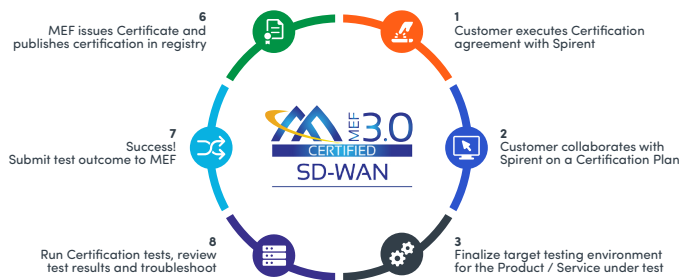 6
MEF issues Certificate and
publishes certification in registry
1
Customer executes Certification
agreement with Spirent
7
Success!
Submit test outcome to MEF
MEF 3.0
CERTIFIED
SD-WAN
2
Customer collaborates with
Spirent on a Certification Plan
8
Run Certification tests, review
test results and troubleshoot
3
Finalize target testing environment
for the Product / Service under test